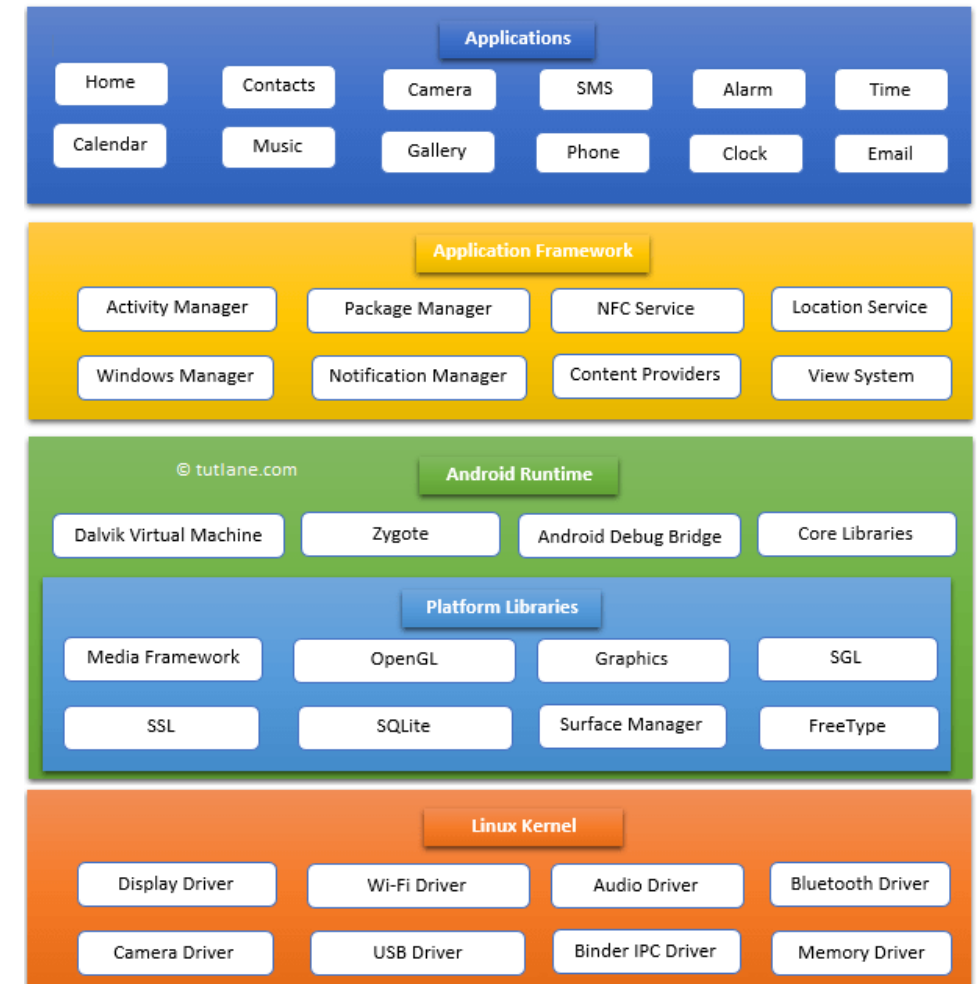 Applications
Home Contacts Camera SMS Alarm Time
Calendar Music Gallery Phone Clock Email
Application Framework
Activity Manager Package Manager NFC Service Location Service
Windows Manager Notification Manager Content Providers View System
© tutlane.com
Android Runtime
Dalvik Virtual Machine Zygote Android Debug Bridge Core Libraries
Platform Libraries
Media Framework OpenGL Graphics SGL
SSL SQLite Surface Manager FreeType
Linux Kernel
Display Driver Wi-Fi Driver Audio Driver Bluetooth Driver
Camera Driver USB Driver Binder IPC Driver Memory Driver